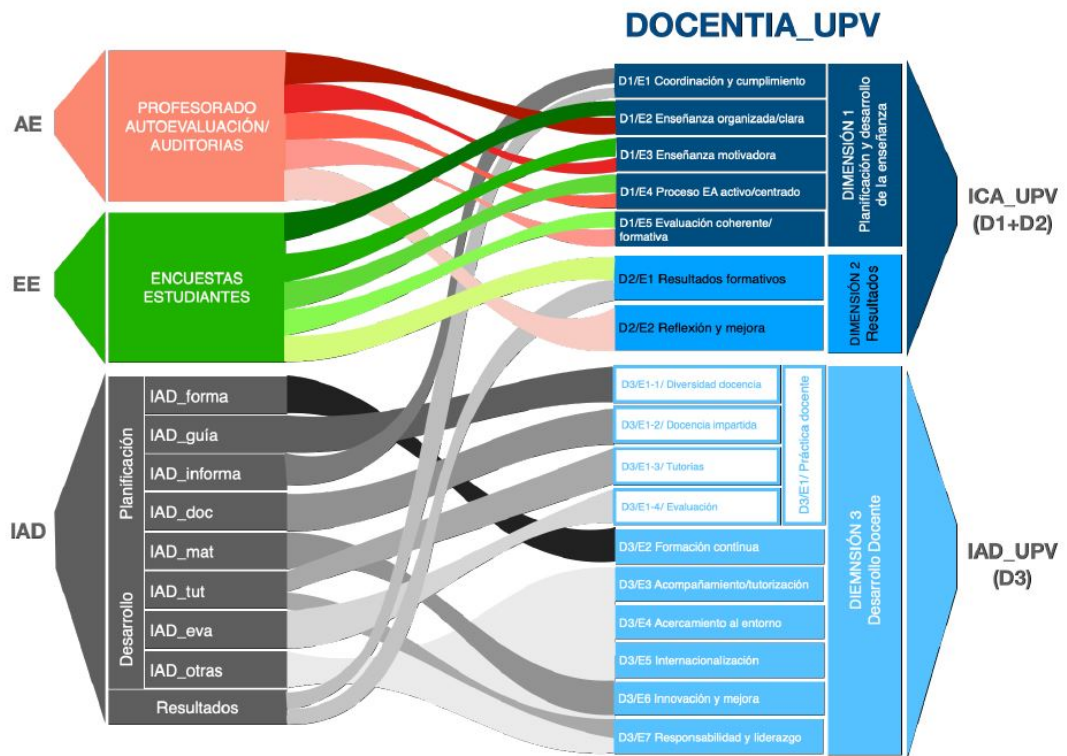 DOCENTIA_UPV
AE
PROFESORADO
AUTOEVALUACIÓN/
AUDITORIAS
EE
ENCUESTAS
ESTUDIANTES
IAD
Planificación
Desarrollo
IAD_forma
IAD_guía
IAD_informa
IAD_doc
IAD_mat
IAD_tut
IAD_eva
IAD_otras
Resultados
D1/E1 Coordinación y cumplimiento
D1/E2 Enseñanza organizada/clara
D1/E3 Enseñanza motivadora
D1/E4 Proceso EA activo/centrado
D1/E5 Evaluación coherente/
formativa
DIMENSIÓN 1
Planificación y desarrollo
de la enseñanza
D2/E1 Resultados formativos
D2/E2 Reflexión y mejora
DIMENSIÓN 2
Resultados
ICA_UPV
(D1+D2)
D3/E1-1/ Diversidad docencia
D3/E1-2/ Docencia impartida
D3/E1-3/ Tutorías
D3/E1-4/ Evaluación
D3/E1/ Práctica docente
D3/E2 Formación contínua
D3/E3 Acompañamiento/tutorización
D3/E4 Acercamiento al entorno
D3/E5 Internacionalización
D3/E6 Innovación y mejora
D3/E7 Responsabilidad y liderazgo
DIEMNSIÓN 3
Desarrollo Docente
IAD_UPV
(D3)